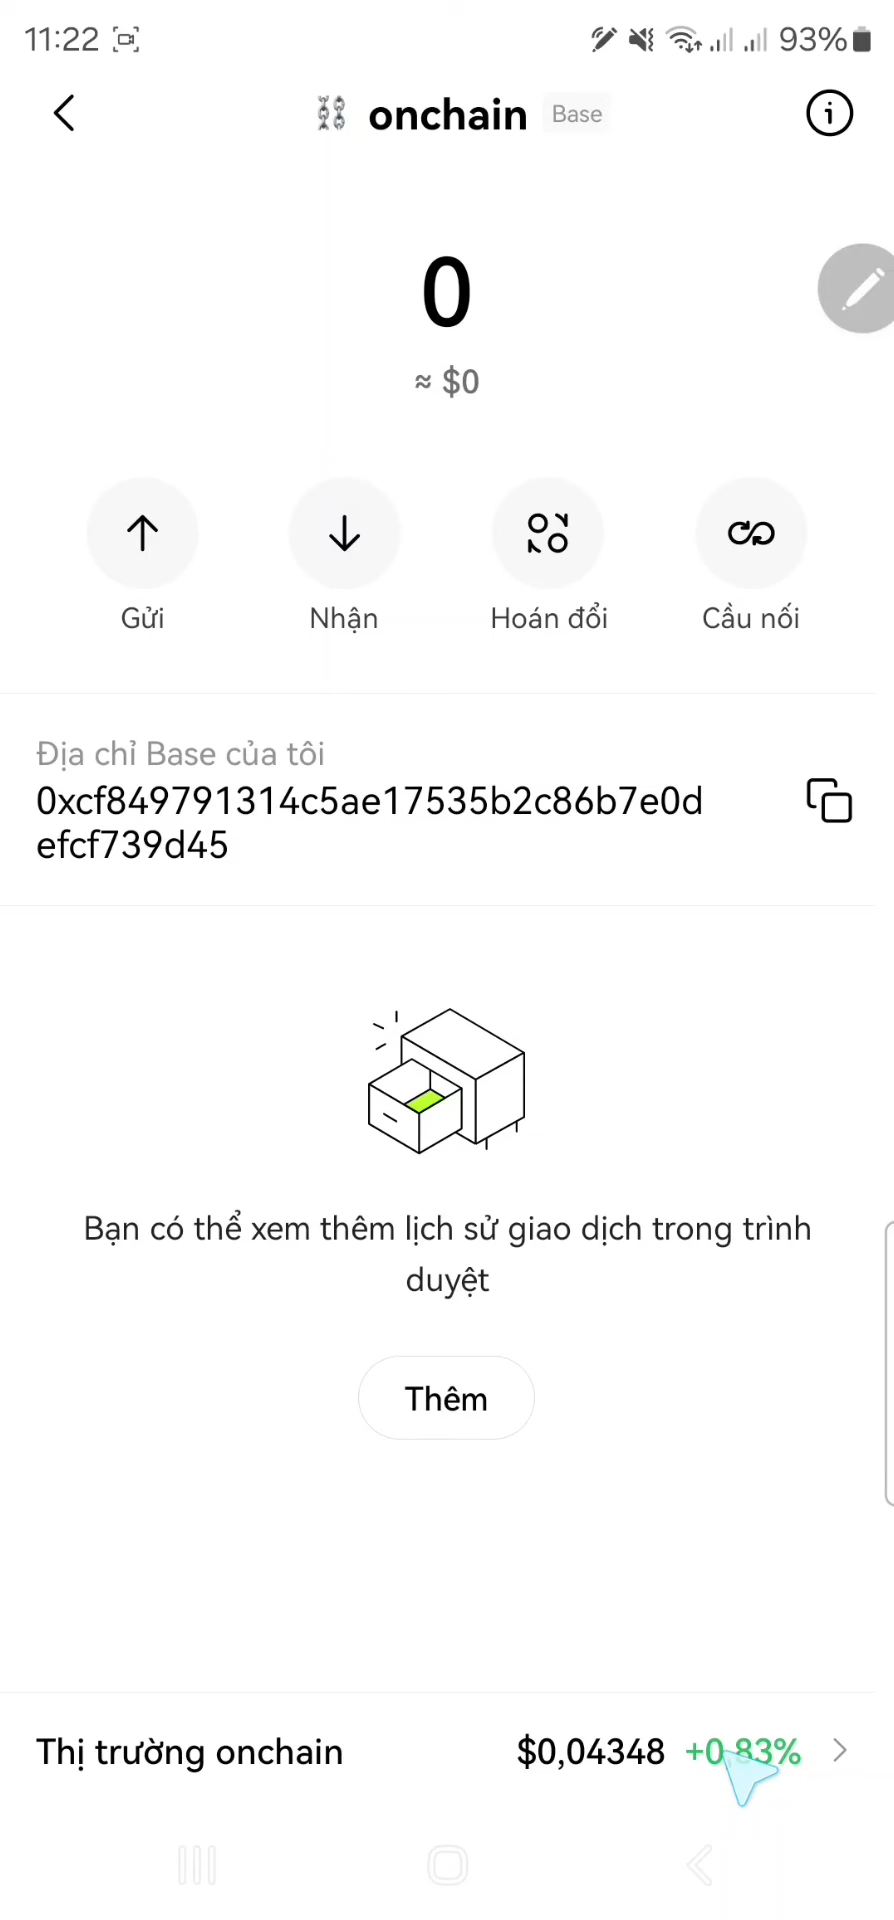 11:22 93%
onchain Base
0
≈ $0
Gửi Nhận Hoán đổi Cầu nối
Địa chỉ Base của tôi
0xcf849791314c5ae17535b2c86b7e0d
efcf739d45
Bạn có thể xem thêm lịch sử giao dịch trong trình
duyệt
Thêm
Thị trường onchain $0,04348 +0,83%